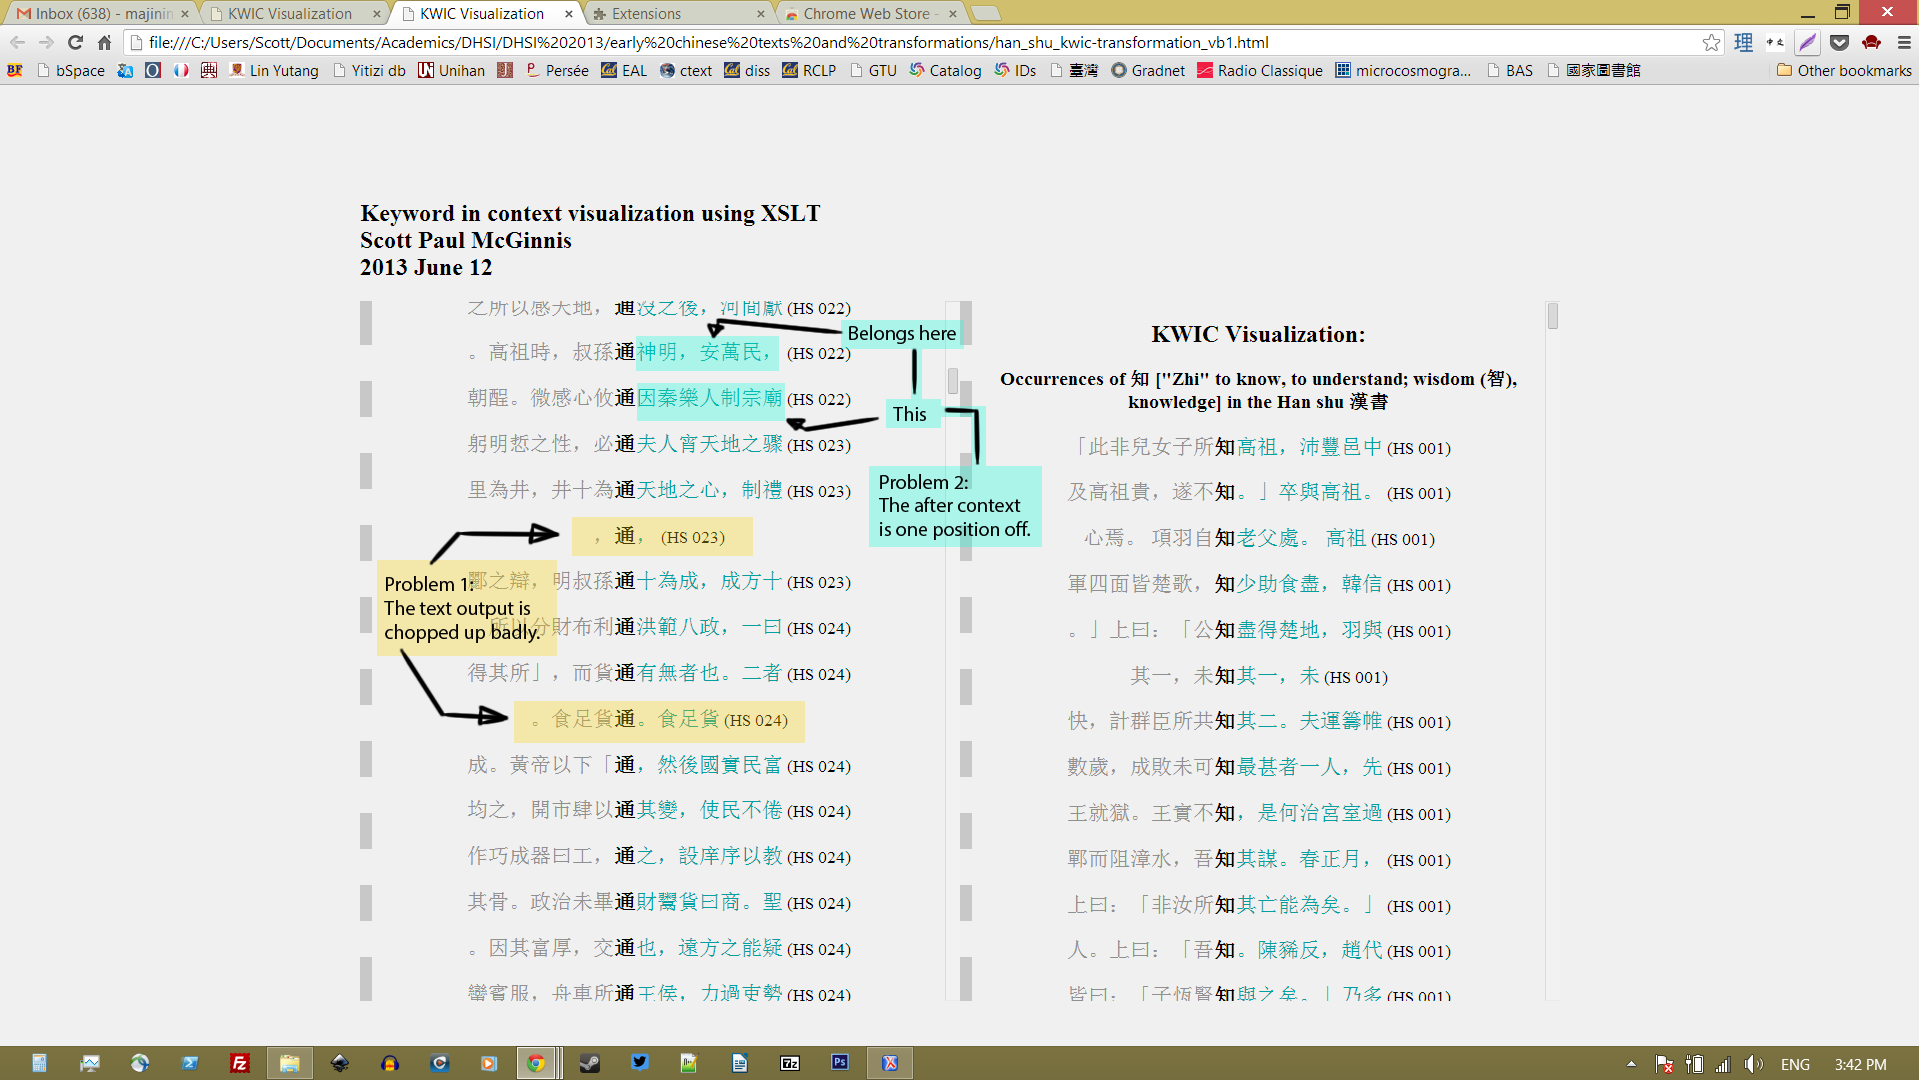 Inbox (638) - majinin
KWIC Visualization
KWIC Visualization
Extensions
Chrome Web Store -
file:///C:/Users/Scott/Documents/Academics/DHSI/DHSI%202013/early%20chinese%20texts%20and%20transformations/han_shu_kwic-transformation_vb1.html
理
BF
bSpace
典
Lin Yutang
Yitizi db
Unihan
Persée
EAL
ctext
diss
RCLP
GTU
Catalog
IDs
臺灣
Gradnet
Radio Classique
microcosmogra...
BAS
國家圖書館
Other bookmarks
Keyword in context visualization using XSLT
Scott Paul McGinnis
2013 June 12
之所以感天地，通沒之後，河間獻 (HS 022)
。高祖時，叔孫通神明，安萬民， (HS 022)
朝酲。微感心攸通因秦樂人制宗廟 (HS 022)
躬明悊之性，必通夫人宵天地之 (HS 023)
里為井，井十為通天地之心，制禮 (HS 023)
，通， (HS 023)
酈之辯，明叔孫通十為成，成方十 (HS 023)
所以分財布利通洪範八政，一曰 (HS 024)
得其所」，而貨通有無者也。二者 (HS 024)
。食足貨通。食足貨 (HS 024)
成。黃帝以下「通，然後國實民富 (HS 024)
均之，開市肆以通其變，使民不倦 (HS 024)
作巧成器曰工，通之，設庠序以教 (HS 024)
其骨。政治未畢通財鬻貨曰商。聖 (HS 024)
。因其富厚，交通也，遠方之能疑 (HS 024)
蠻賓服，舟車所通王侯，力過吏勢 (HS 024)
Belongs here
This
Problem 2:
The after context
is one position off.
Problem 1:
The text output is
chopped up badly.
KWIC Visualization:
Occurrences of 知 ["Zhi" to know, to understand; wisdom (智),
knowledge] in the Han shu 漢書
「此非兒女子所知高祖，沛豐邑中 (HS 001)
及高祖貴，遂不知。」卒與高祖。 (HS 001)
心焉。 項羽自知老父處。 高祖 (HS 001)
軍四面皆楚歌，知少助食盡，韓信 (HS 001)
。」上曰：「公知盡得楚地，羽與 (HS 001)
其一，未知其一，未 (HS 001)
快，計群臣所共知其二。夫運籌帷 (HS 001)
數歲，成敗未可知最甚者一人，先 (HS 001)
王就獄。王實不知，是何治宮室過 (HS 001)
鄲而阻漳水，吾知其謀。春正月， (HS 001)
上曰：「非汝所知其亡能為矣。」 (HS 001)
人。上曰：「吾知。陳豨反，趙代 (HS 001)
皆曰：「子恆賢知與之矣。」乃多 (HS 001)
Fz
7z
Ps
ENG
3:42 PM